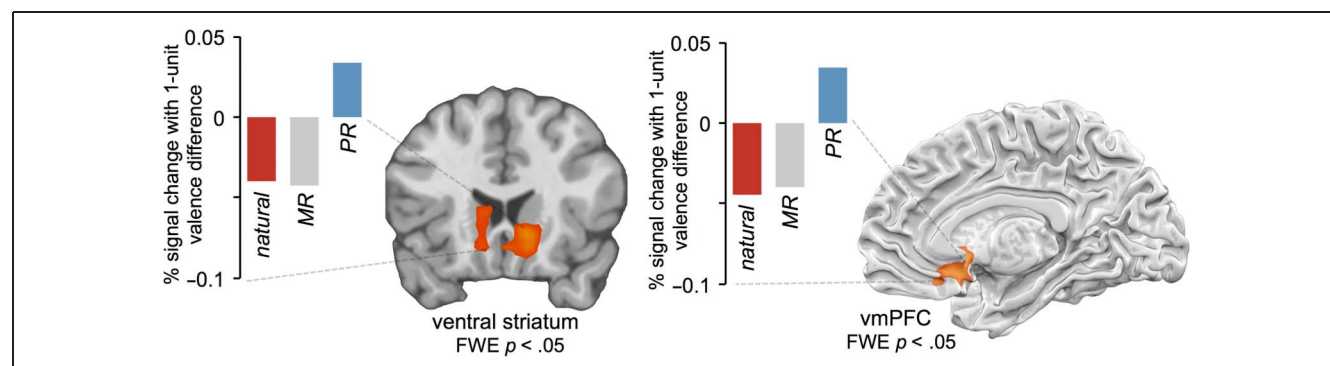 % signal change with 1-unit
valence difference
0.05
0
−0.1
natural
MR
PR
ventral striatum
FWE p < .05
% signal change with 1-unit
valence difference
0.05
0
−0.1
natural
MR
PR
vmPFC
FWE p < .05